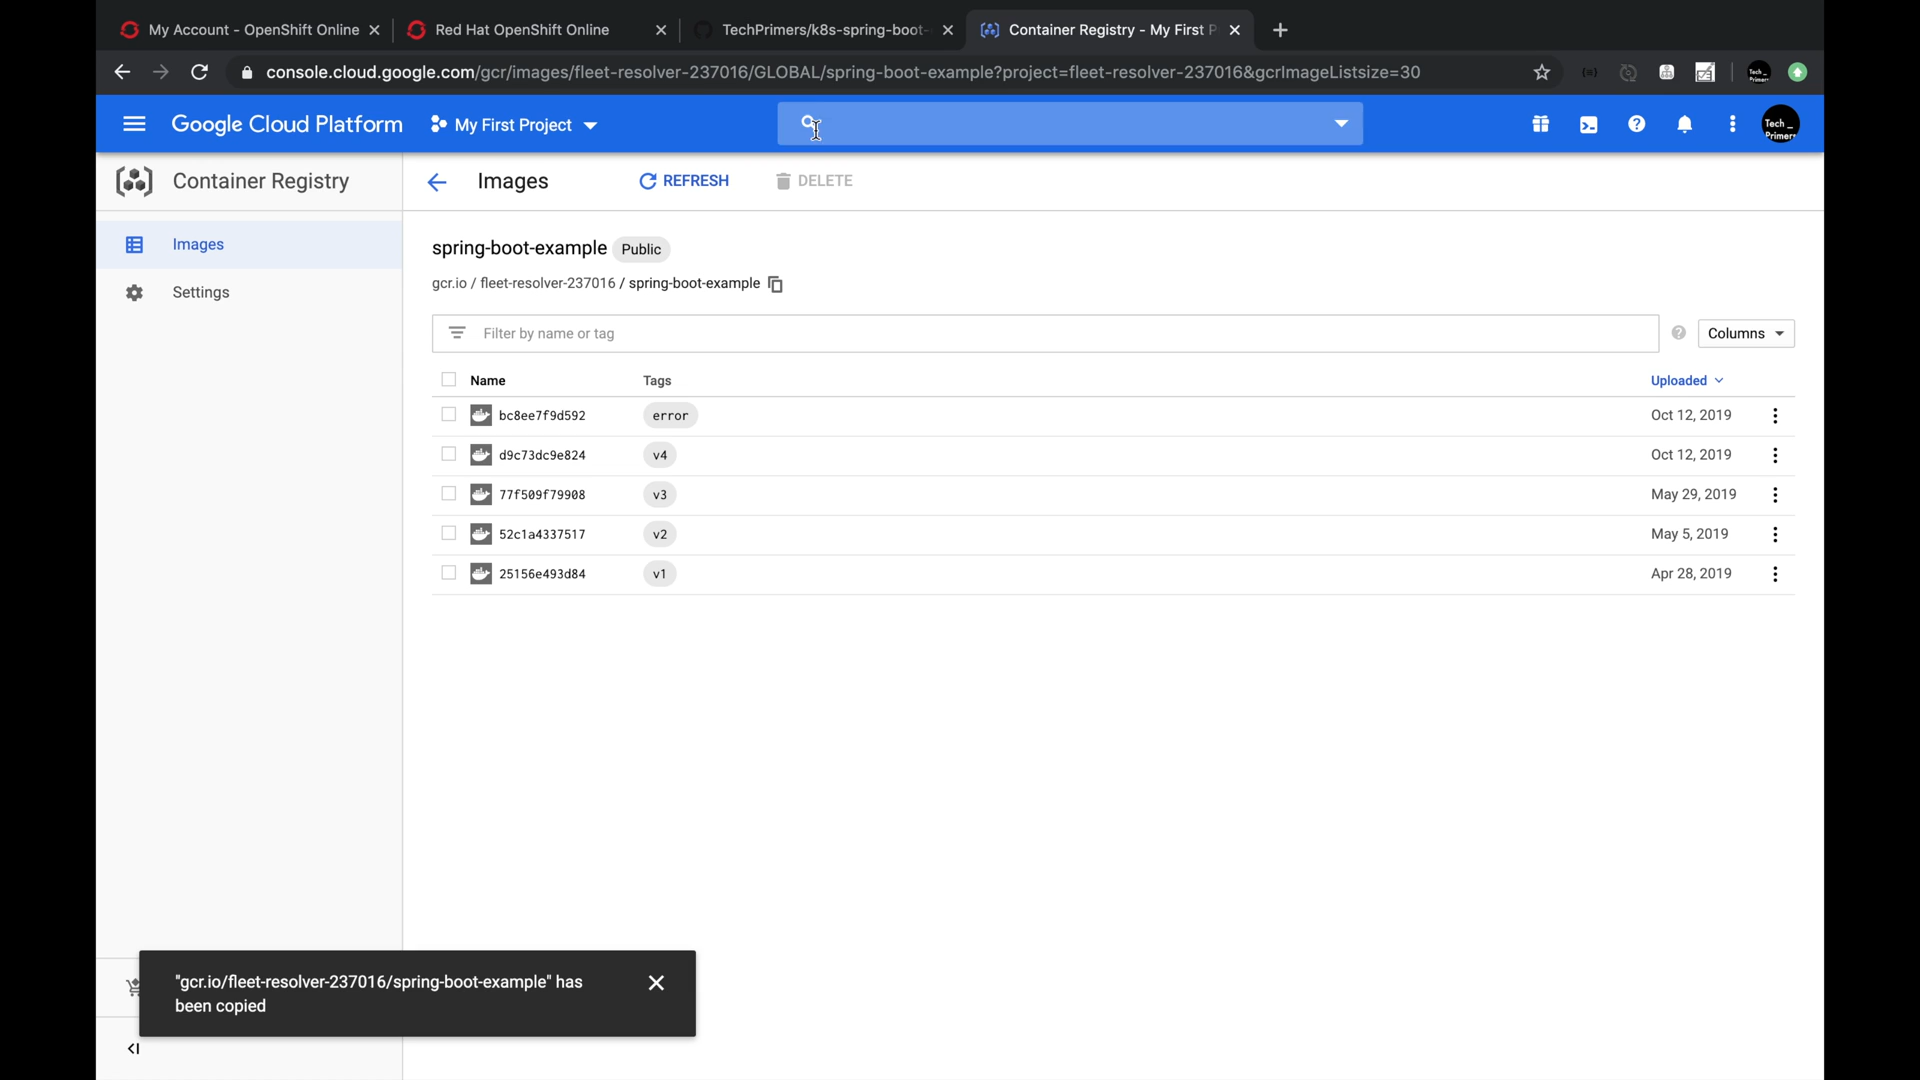 My Account - OpenShift Online
Red Hat OpenShift Online
TechPrimers/k8s-spring-boot-
Container Registry - My First P
console.cloud.google.com/gcr/images/fleet-resolver-237016/GLOBAL/spring-boot-example?project=fleet-resolver-237016&gcrImageListsize=30
Google Cloud Platform
My First Project
Tech_
Primers
Container Registry
Images
REFRESH
DELETE
Images
Settings
spring-boot-example Public
gcr.io / fleet-resolver-237016 / spring-boot-example
Filter by name or tag
Columns
Name Tags Uploaded
bc8ee7f9d592 error Oct 12, 2019
d9c73dc9e824 v4 Oct 12, 2019
77f509f79908 v3 May 29, 2019
52c1a4337517 v2 May 5, 2019
25156e493d84 v1 Apr 28, 2019
"gcr.io/fleet-resolver-237016/spring-boot-example" has
been copied